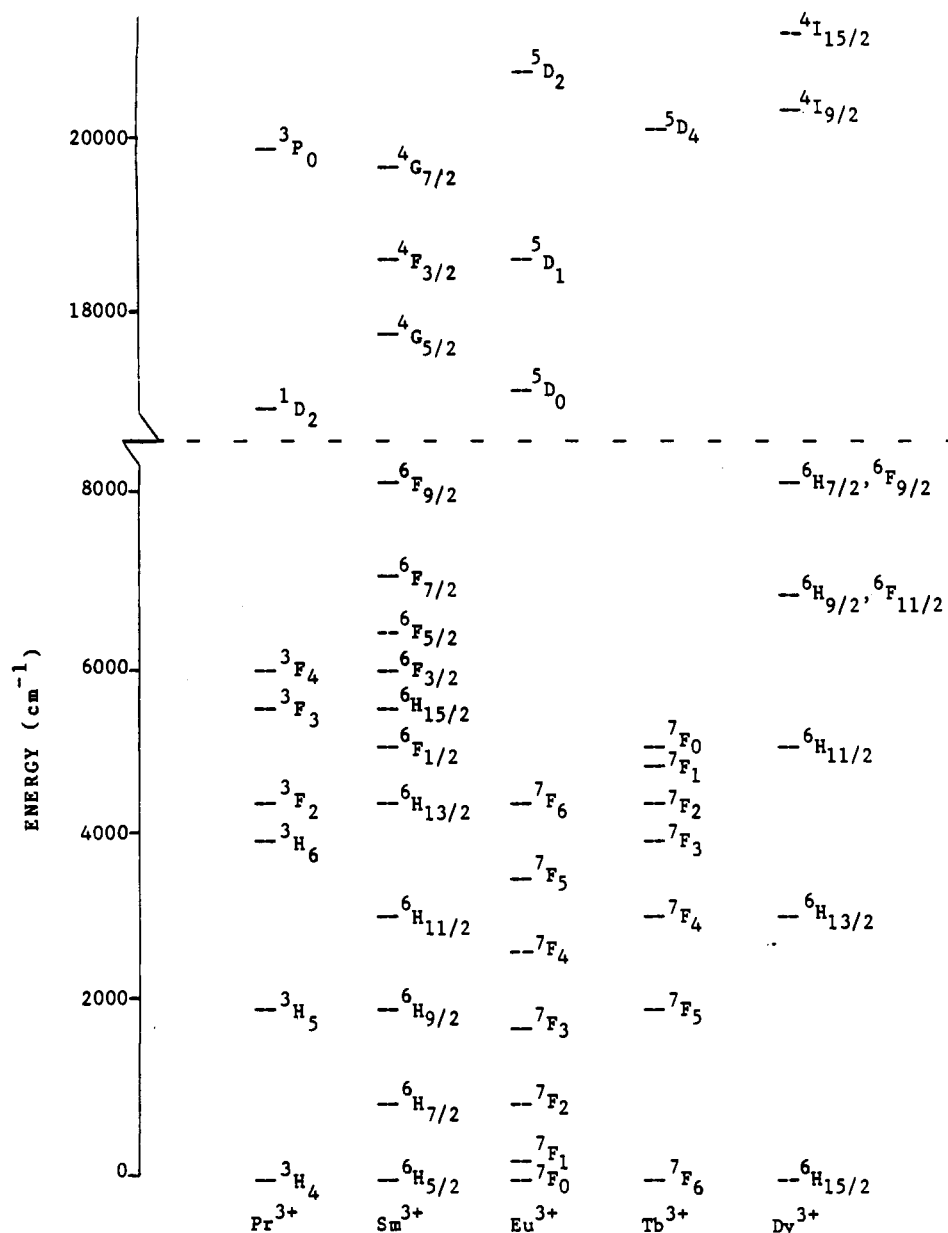 ⁴I₁₅/₂
⁵D₂
⁴I₉/₂
20000
³P₀
⁵D₄
⁴G₇/₂
⁴F₃/₂
⁵D₁
18000
⁴G₅/₂
⁵D₀
¹D₂
8000
⁶F₉/₂
⁶H₇/₂, ⁶F₉/₂
⁶F₇/₂
⁶H₉/₂, ⁶F₁₁/₂
⁶F₅/₂
6000
³F₄
⁶F₃/₂
³F₃
⁶H₁₅/₂
⁶F₁/₂
⁷F₀
⁶H₁₁/₂
⁷F₁
ENERGY (cm⁻¹)
³F₂
⁶H₁₃/₂
⁷F₆
⁷F₂
4000
³H₆
⁷F₃
⁷F₅
⁶H₁₁/₂
⁷F₄
⁶H₁₃/₂
⁷F₄
2000
³H₅
⁶H₉/₂
⁷F₃
⁷F₅
⁶H₇/₂
⁷F₂
⁷F₁
0
³H₄
⁶H₅/₂
⁷F₀
⁷F₆
⁶H₁₅/₂
Pr³⁺ Sm³⁺ Eu³⁺ Tb³⁺ Dy³⁺